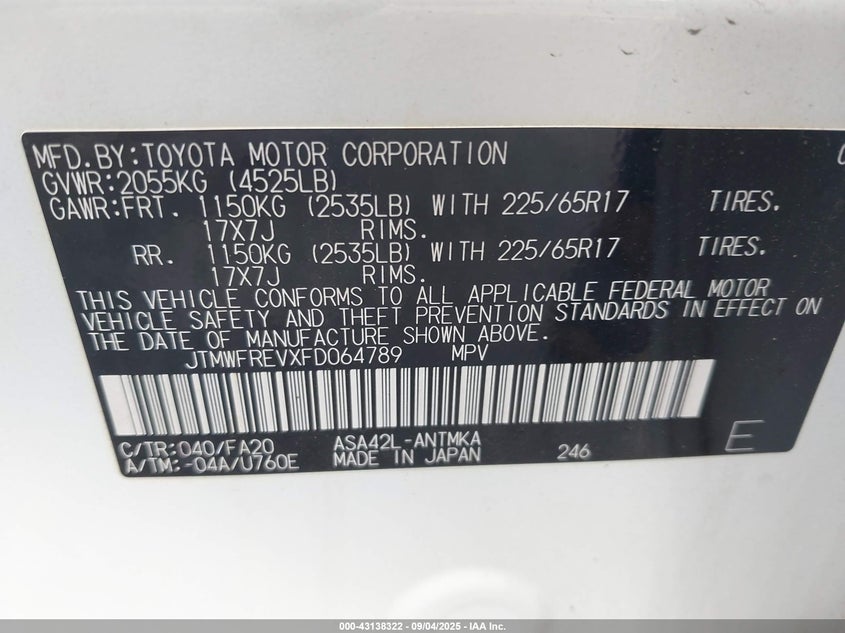 MFD.BY:TOYOTA MOTOR CORPORATION
GVWR:2055KG (4525LB)
GAWR:FRT. 1150KG (2535LB) WITH 225/65R17 TIRES.
17X7J RIMS.
RR. 1150KG (2535LB) WITH 225/65R17 TIRES.
17X7J RIMS.
THIS VEHICLE CONFORMS TO ALL APPLICABLE FEDERAL MOTOR
VEHICLE SAFETY AND THEFT PREVENTION STANDARDS IN EFFECT ON
THE DATE OF MANUFACTURE SHOWN ABOVE.
JTMWFREVXFD064789 MPV
C/TR:040/FA20 ASA42L-ANTMKA E
A/TM:-04A/U760E MADE IN JAPAN 246
000-43138322 - 09/04/2025 - IAA Inc.